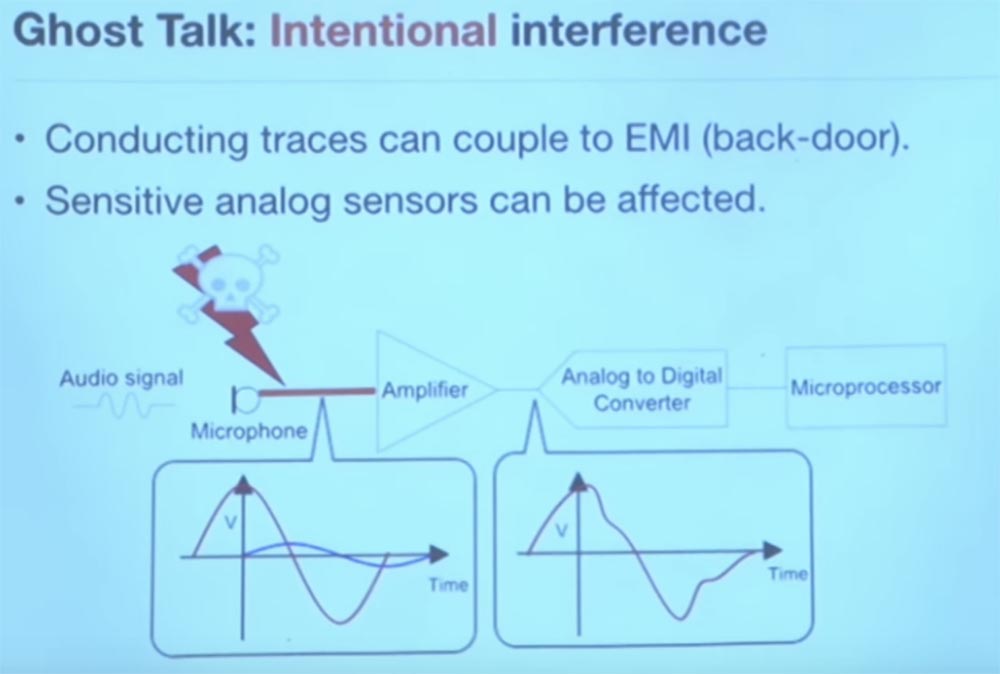 Ghost Talk: Intentional interference
• Conducting traces can couple to EMI (back-door).
• Sensitive analog sensors can be affected.
Audio signal
Microphone
Amplifier
Analog to Digital
Converter
Microprocessor
V
Time
V
Time